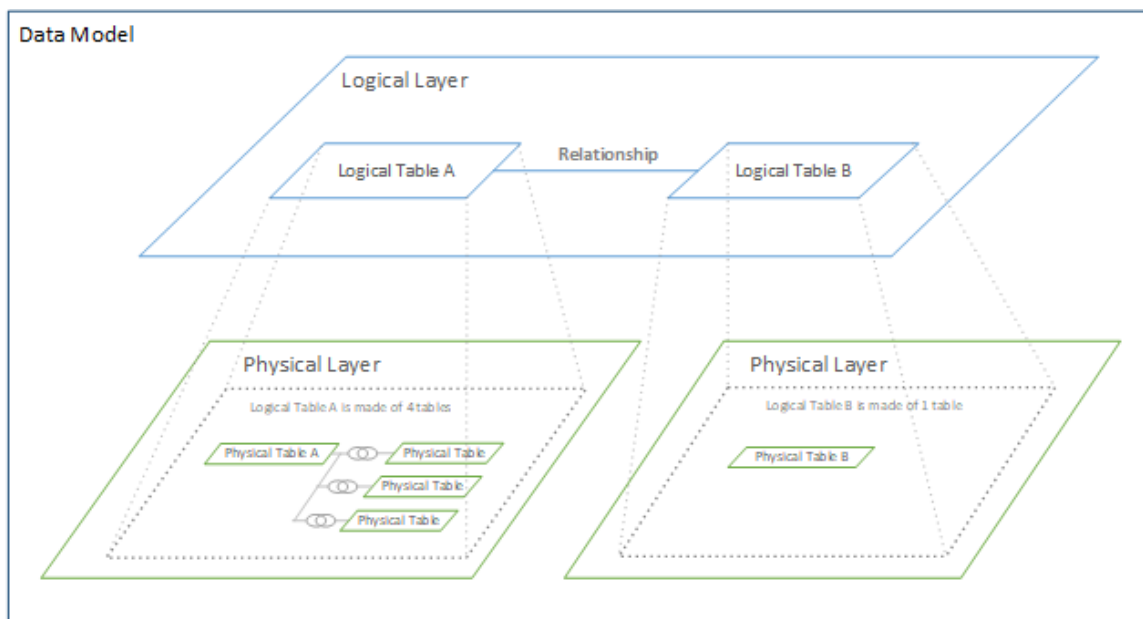 Data Model
Logical Layer
Logical Table A
Relationship
Logical Table B
Physical Layer
Logical Table A is made of 4 tables
Physical Table A
Physical Table
Physical Table
Physical Table
Physical Layer
Logical Table B is made of 1 table
Physical Table B